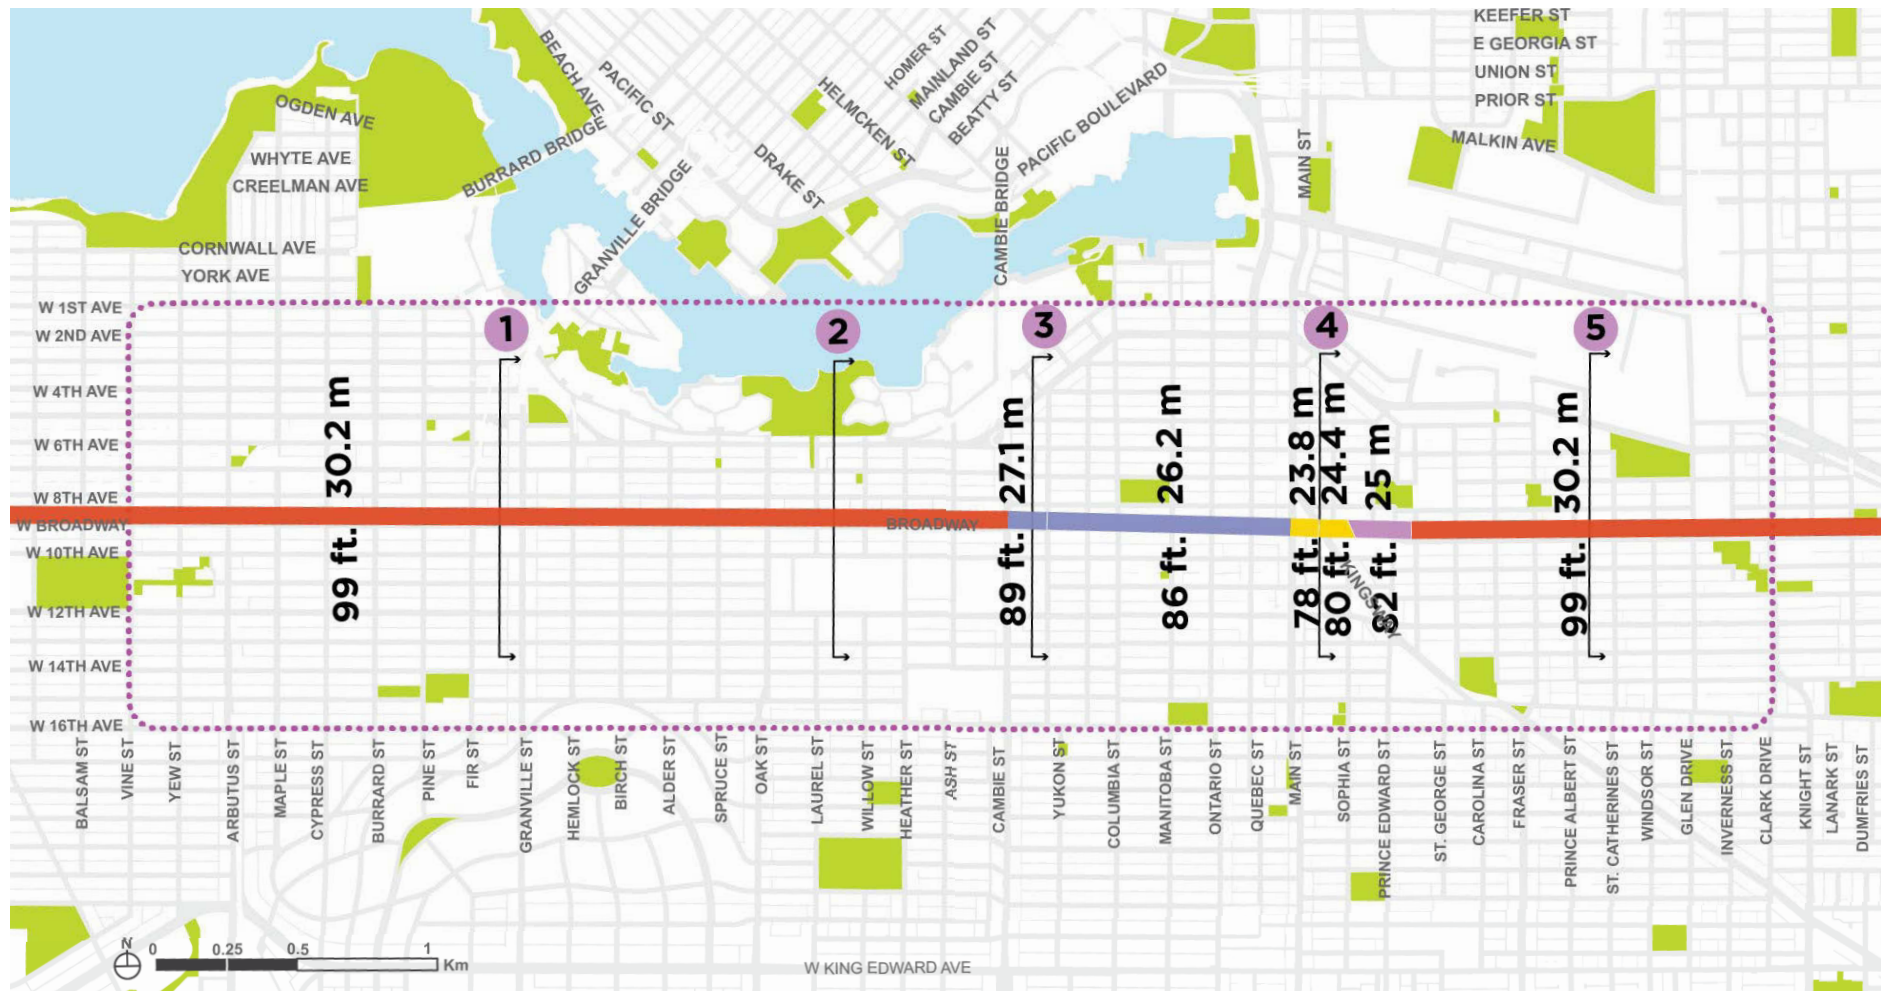 KEEFER ST
E GEORGIA ST
UNION ST
PRIOR ST
MALKIN AVE
BEACH AVE
PACIFIC ST
HOMER ST
MAINLAND ST
CAMBIE ST
BEATTY ST
HELMCKEN ST
PACIFIC BOULEVARD
DRAKE ST
MAIN ST
OGDEN AVE
WHYTE AVE
CREELMAN AVE
BURRARD BRIDGE
GRANVILLE BRIDGE
CAMBIE BRIDGE
CORNWALL AVE
YORK AVE
W 1ST AVE
W 2ND AVE
W 4TH AVE
W 6TH AVE
W 8TH AVE
W BROADWAY
W 10TH AVE
W 12TH AVE
W 14TH AVE
W 16TH AVE
1
2
3
4
5
99 ft. 30.2 m
89 ft. 27.1 m
86 ft. 26.2 m
78 ft. 23.8 m
80 ft. 24.4 m
82 ft. 25 m
99 ft. 30.2 m
BROADWAY
KINGSWAY
BALSAM ST
VINE ST
YEW ST
ARBUTUS ST
MAPLE ST
CYPRESS ST
BURRARD ST
PINE ST
FIR ST
GRANVILLE ST
HEMLOCK ST
BIRCH ST
ALDER ST
SPRUCE ST
OAK ST
LAUREL ST
WILLOW ST
HEATHER ST
ASH ST
CAMBIE ST
YUKON ST
COLUMBIA ST
MANITOBA ST
ONTARIO ST
QUEBEC ST
MAIN ST
SOPHIA ST
PRINCE EDWARD ST
ST. GEORGE ST
CAROLINA ST
FRASER ST
PRINCE ALBERT ST
ST. CATHERINES ST
WINDSOR ST
GLEN DRIVE
INVERNESS ST
CLARK DRIVE
KNIGHT ST
LANARK ST
DUMFRIES ST
N
0 0.25 0.5 1
Km
W KING EDWARD AVE